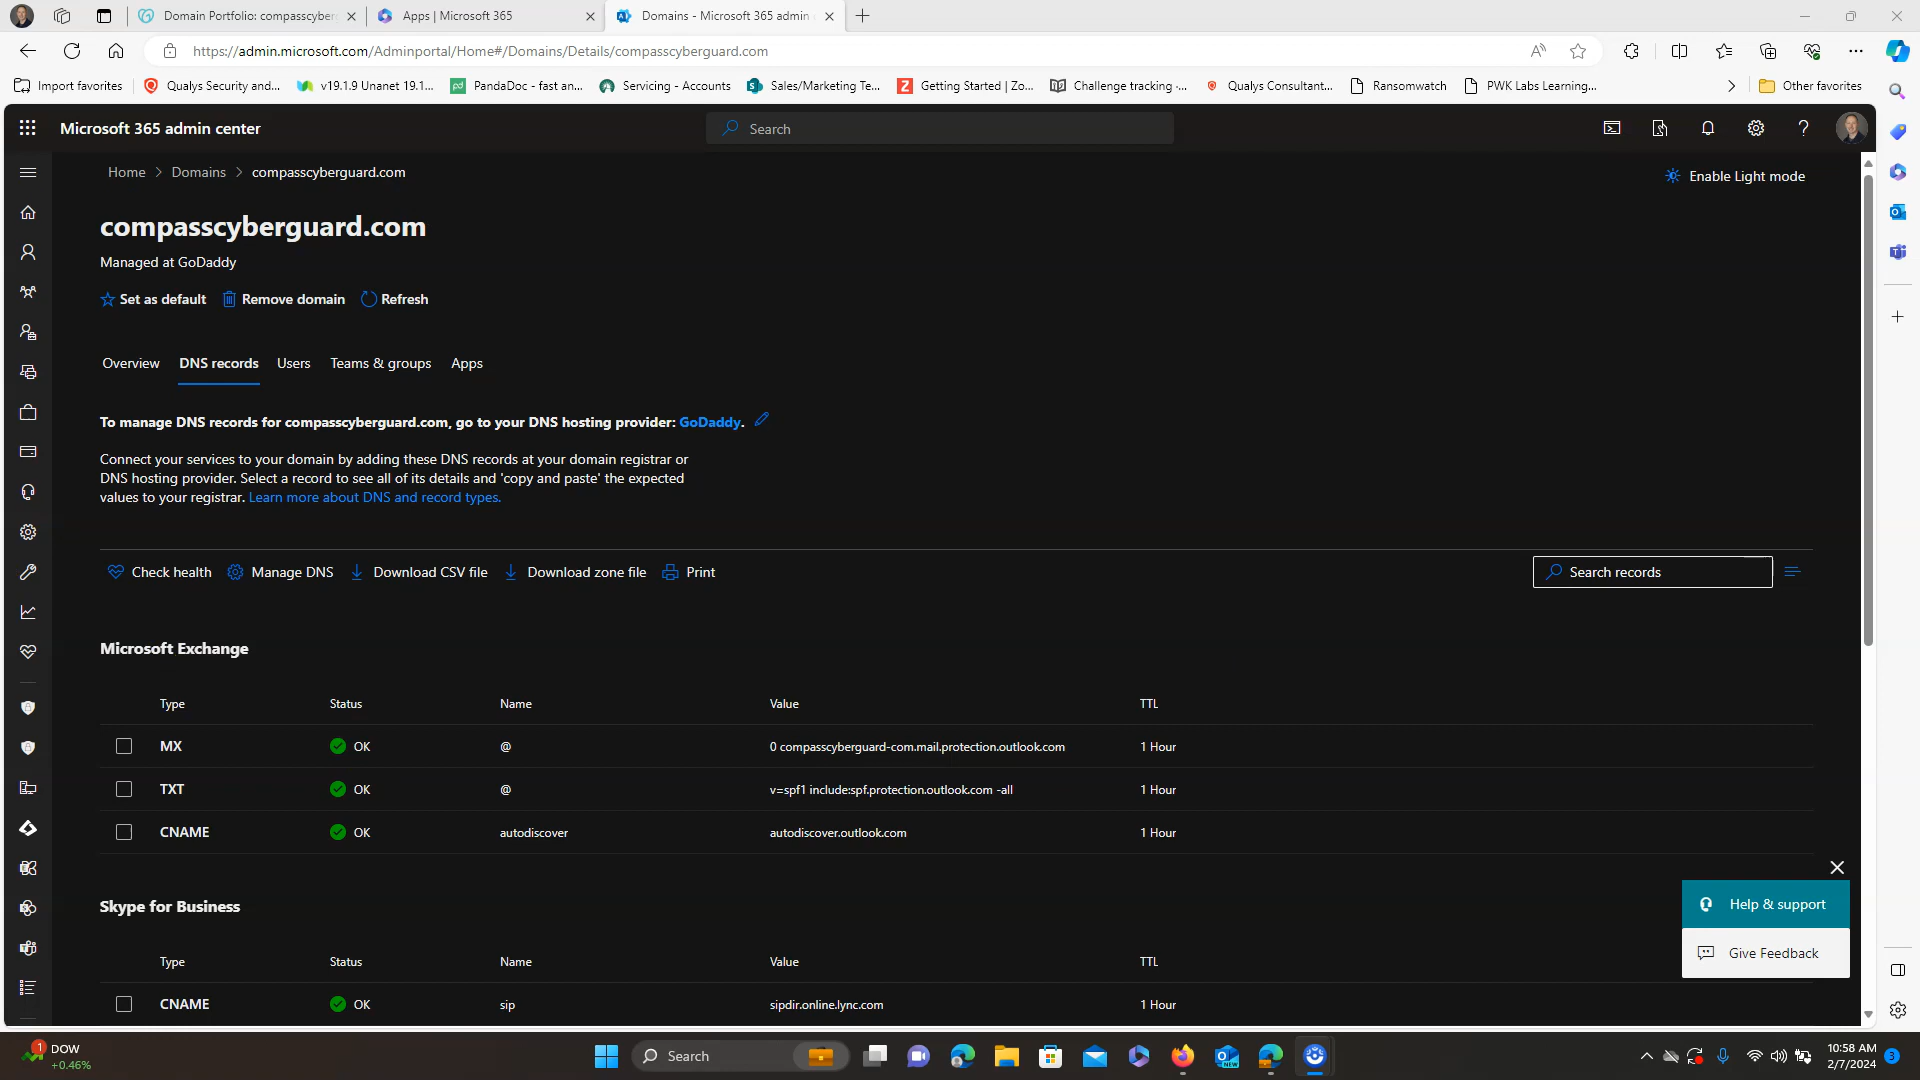 Domain Portfolio: compasscyber
Apps | Microsoft 365
Domains - Microsoft 365 admin
https://admin.microsoft.com/Adminportal/Home#/Domains/Details/compasscyberguard.com
Import favorites
Qualys Security and...
v19.1.9 Unanet 19.1...
PandaDoc - fast an...
Servicing - Accounts
Sales/Marketing Te...
Getting Started | Zo...
Challenge tracking -...
Qualys Consultant...
Ransomwatch
PWK Labs Learning...
Other favorites
Microsoft 365 admin center
Search
Home > Domains > compasscyberguard.com
Enable Light mode
compasscyberguard.com
Managed at GoDaddy
Set as default
Remove domain
Refresh
Overview
DNS records
Users
Teams & groups
Apps
To manage DNS records for compasscyberguard.com, go to your DNS hosting provider: GoDaddy.
Connect your services to your domain by adding these DNS records at your domain registrar or
DNS hosting provider. Select a record to see all of its details and 'copy and paste' the expected
values to your registrar. Learn more about DNS and record types.
Check health
Manage DNS
Download CSV file
Download zone file
Print
Search records
Microsoft Exchange
Type Status Name Value TTL
MX OK @ 0 compasscyberguard-com.mail.protection.outlook.com 1 Hour
TXT OK @ v=spf1 include:spf.protection.outlook.com -all 1 Hour
CNAME OK autodiscover autodiscover.outlook.com 1 Hour
Skype for Business
Help & support
Type Status Name Value TTL
Give Feedback
CNAME OK sip sipdir.online.lync.com 1 Hour
1
DOW
+0.46%
Search
NEW
10:58 AM
2/7/2024
3